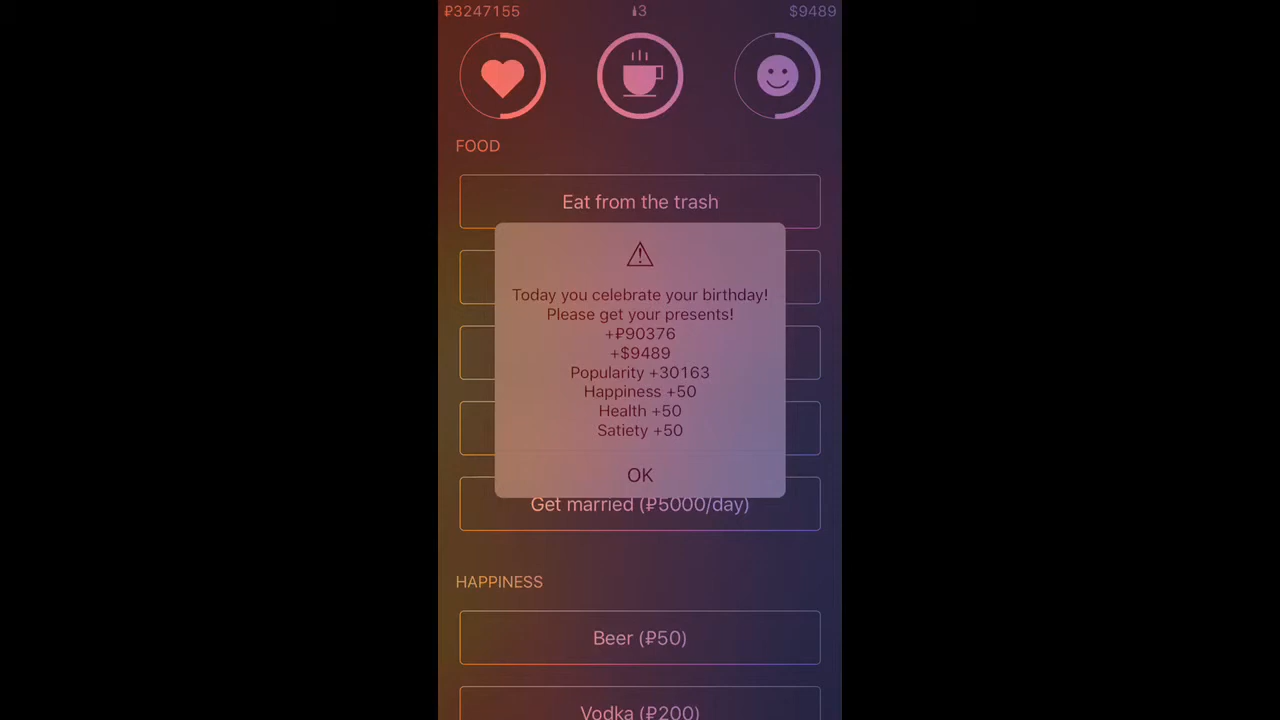 ₽3247155 3 $9489
FOOD
Eat from the trash
Today you celebrate your birthday!
Please get your presents!
+₽90376
+$9489
Popularity +30163
Happiness +50
Health +50
Satiety +50
OK
Get married (₽5000/day)
HAPPINESS
Beer (₽50)
Vodka (₽200)